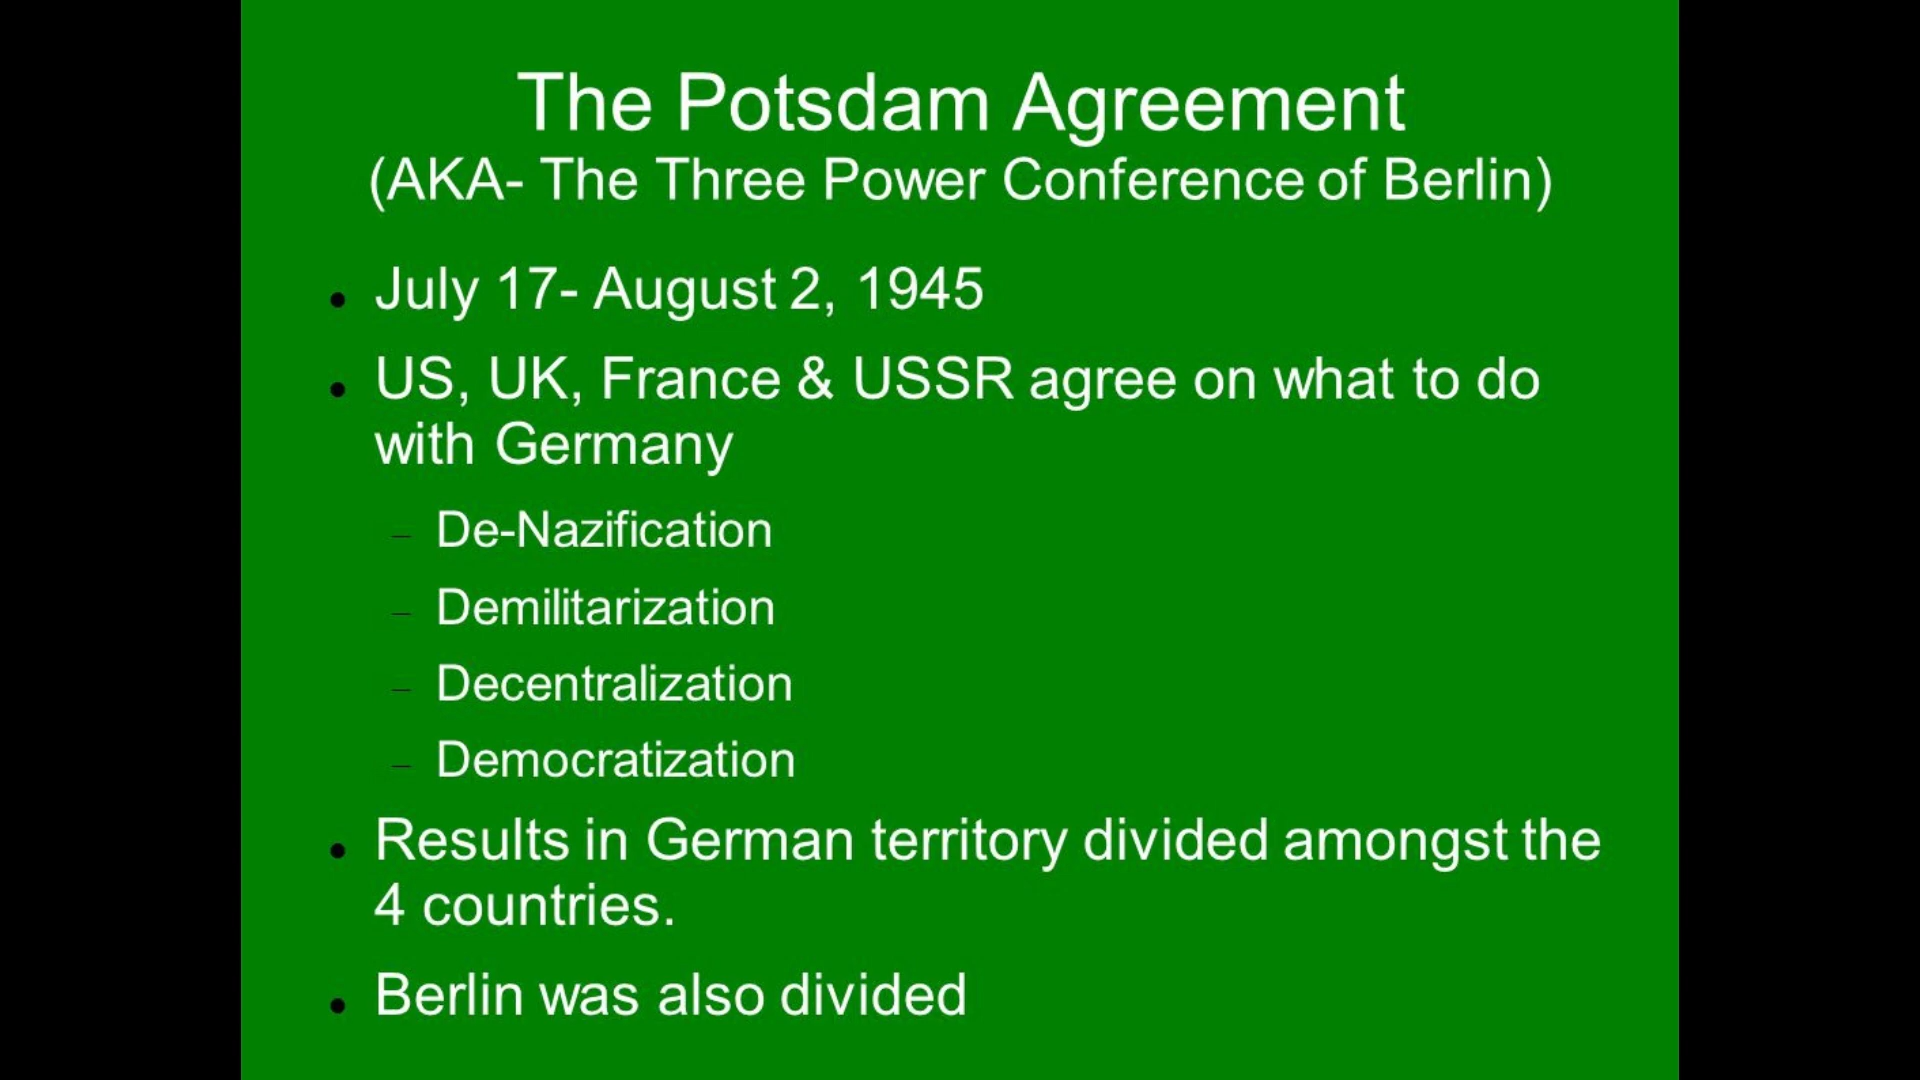 The Potsdam Agreement
(AKA- The Three Power Conference of Berlin)
July 17- August 2, 1945
US, UK, France & USSR agree on what to do
with Germany
De-Nazification
Demilitarization
Decentralization
Democratization
Results in German territory divided amongst the
4 countries.
Berlin was also divided